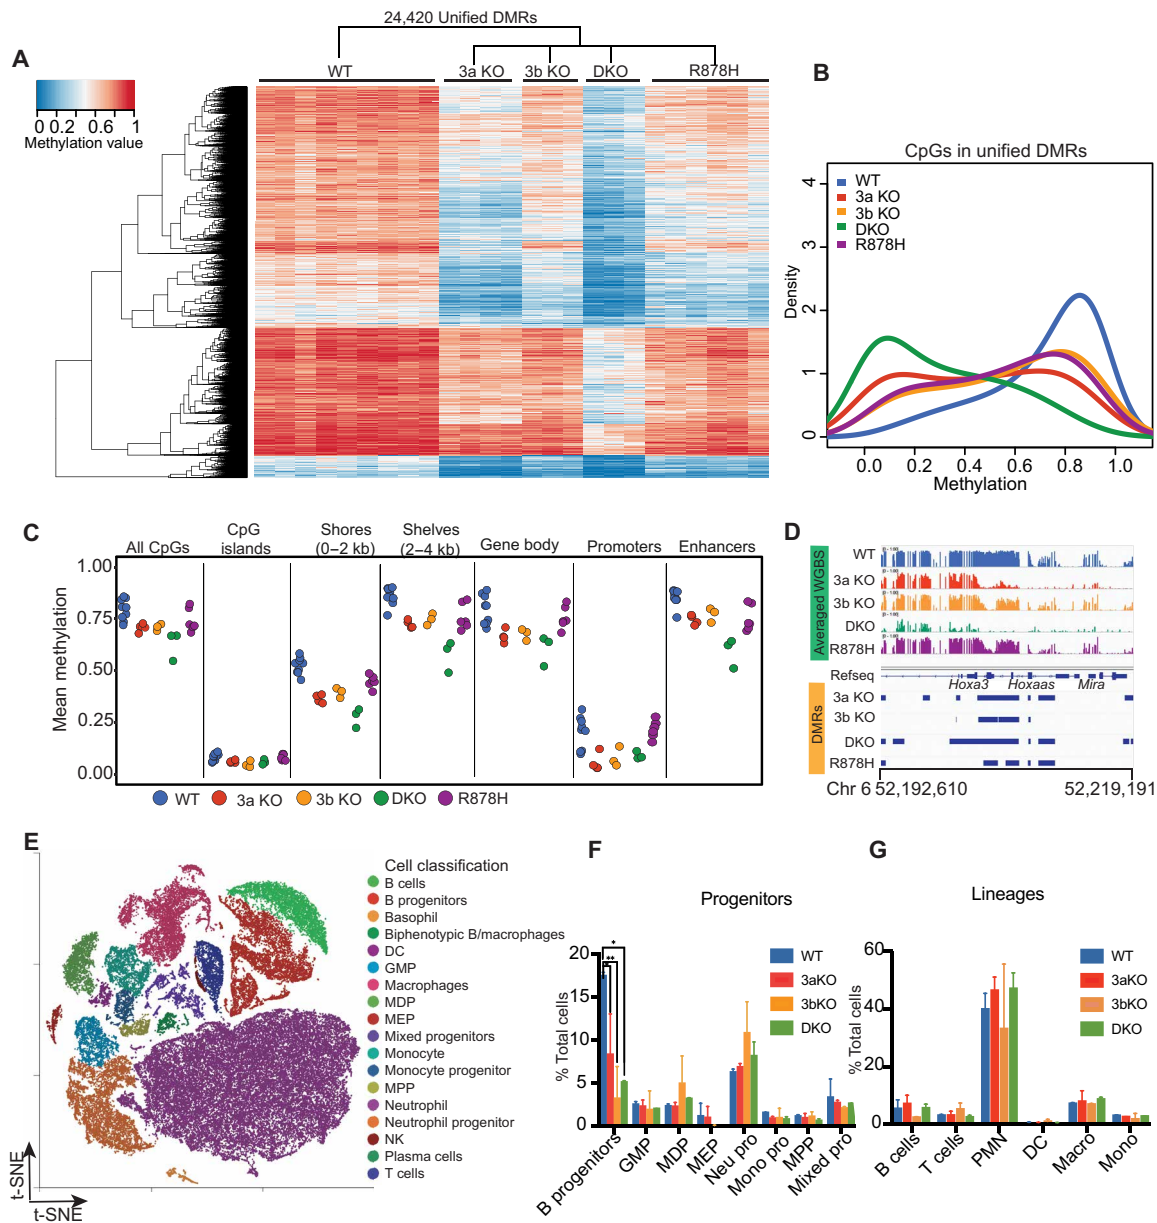 24,420 Unified DMRs
A
WT
3a KO
3b KO
DKO
R878H
0 0.2 0.6 1
Methylation value
B
CpGs in unified DMRs
WT
3a KO
3b KO
DKO
R878H
4
3
2
1
0
Density
0.0 0.2 0.4 0.6 0.8 1.0
Methylation
C
All CpGs
CpG
islands
Shores
(0–2 kb)
Shelves
(2–4 kb)
Gene body
Promoters
Enhancers
1.00
0.75
0.50
0.25
0.00
Mean methylation
WT 3a KO 3b KO DKO R878H
D
Averaged WGBS
WT
3a KO
3b KO
DKO
R878H
Refseq
Hoxa3 Hoxaas Mira
DMRs
3a KO
3b KO
DKO
R878H
Chr 6 52,192,610 52,219,191
E
Cell classification
B cells
B progenitors
Basophil
Biphenotypic B/macrophages
DC
GMP
Macrophages
MDP
MEP
Mixed progenitors
Monocyte
Monocyte progenitor
MPP
Neutrophil
Neutrophil progenitor
NK
Plasma cells
T cells
t-SNE
t-SNE
F
Progenitors
WT
3aKO
3bKO
DKO
*
**
20
15
10
5
0
% Total cells
B progenitors
GMP
MDP
MEP
Neu pro
Mono pro
MPP
Mixed pro
G
Lineages
WT
3aKO
3bKO
DKO
60
40
20
0
% Total cells
B cells
T cells
PMN
DC
Macro
Mono